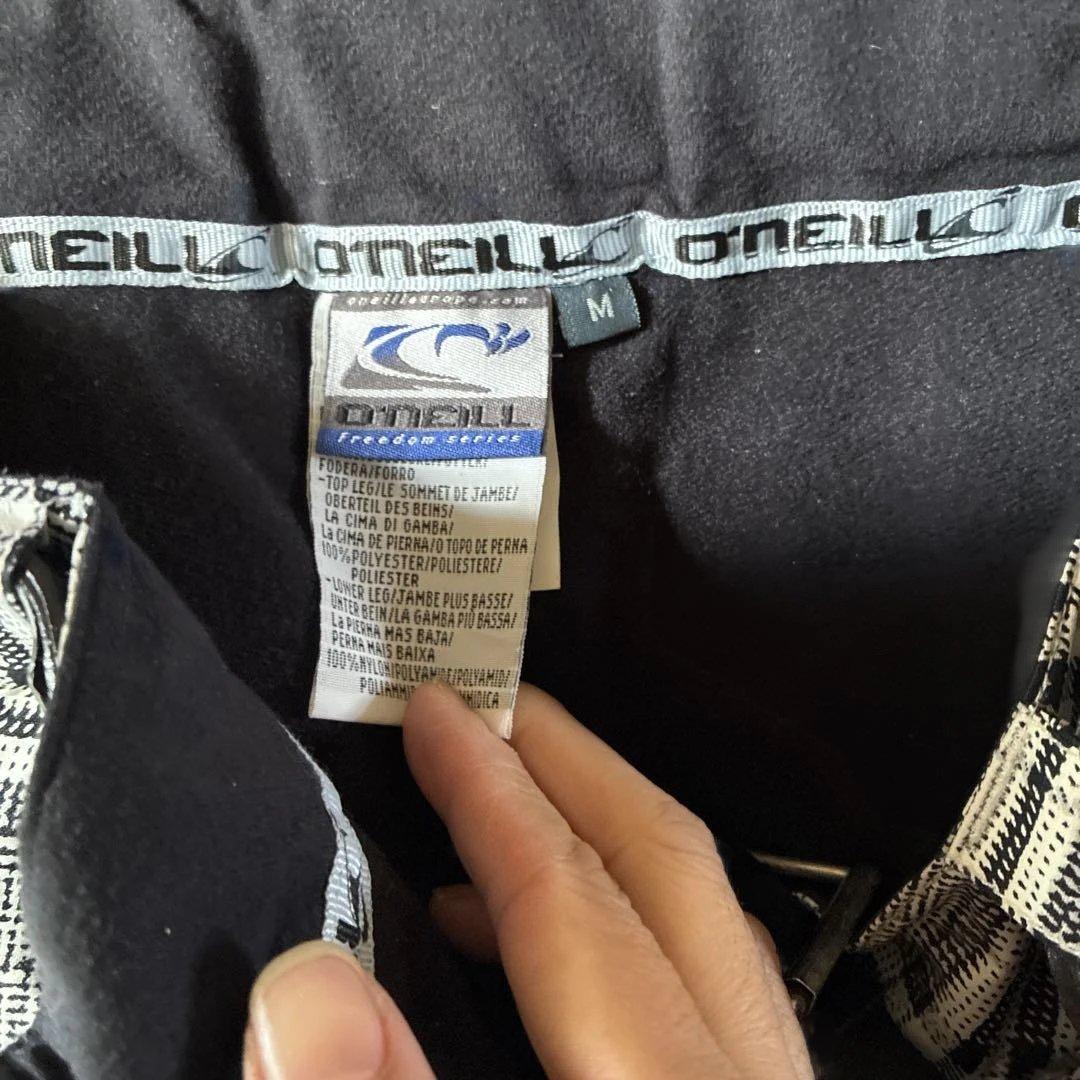 O'NEILL O'NEILL O'NEILL
oneilleurope.com
M
O'NEILL
Freedom series
FODERA/FORRO
-TOP LEG/LE SOMMET DE JAMBE/
OBERTEIL DES BEINS/
LA CIMA DI GAMBA/
La CIMA DE PIERNA/O TOPO DE PERNA
100%POLYESTER/POLIESTERE/
POLIESTER
-LOWER LEG/JAMBE PLUS BASSE/
UNTER BEIN/LA GAMBA PIÙ BASSA/
La PIERNA MAS BAJA/
PERNA MAIS BAIXA
100%NYLON/POLYAMIDE/POLYAMID/